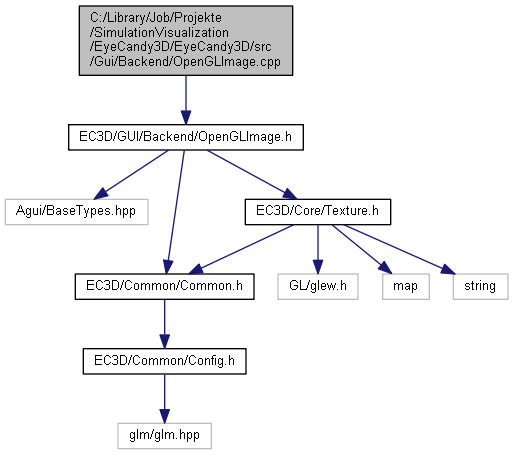 C:/Library/Job/Projekte
/SimulationVisualization
/EyeCandy3D/EyeCandy3D/src
/Gui/Backend/OpenGLImage.cpp
EC3D/GUI/Backend/OpenGLImage.h
Agui/BaseTypes.hpp
EC3D/Core/Texture.h
EC3D/Common/Common.h
GL/glew.h
map
string
EC3D/Common/Config.h
glm/glm.hpp